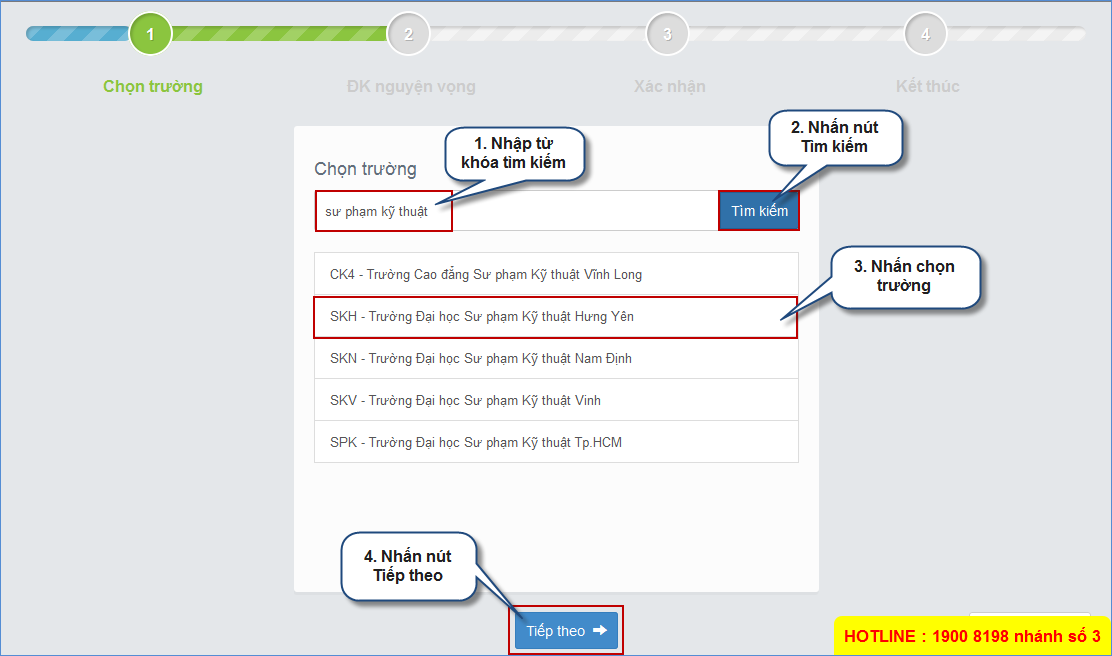 1
2
3
4
Chọn trường
ĐK nguyện vọng
Xác nhận
Kết thúc
Chọn trường
1. Nhập từ
khóa tìm kiếm
2. Nhấn nút
Tìm kiếm
sư phạm kỹ thuật
Tìm kiếm
CK4 - Trường Cao đẳng Sư phạm Kỹ thuật Vĩnh Long
SKH - Trường Đại học Sư phạm Kỹ thuật Hưng Yên
SKN - Trường Đại học Sư phạm Kỹ thuật Nam Định
SKV - Trường Đại học Sư phạm Kỹ thuật Vinh
SPK - Trường Đại học Sư phạm Kỹ thuật Tp.HCM
3. Nhấn chọn
trường
4. Nhấn nút
Tiếp theo
Tiếp theo
HOTLINE : 1900 8198 nhánh số 3